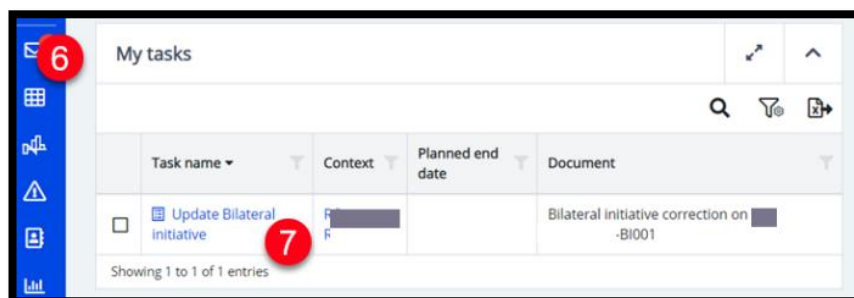 6
My tasks
Task name
Context
Planned end
date
Document
Update Bilateral
initiative
7
R
R
Bilateral initiative correction on
-BI001
Showing 1 to 1 of 1 entries